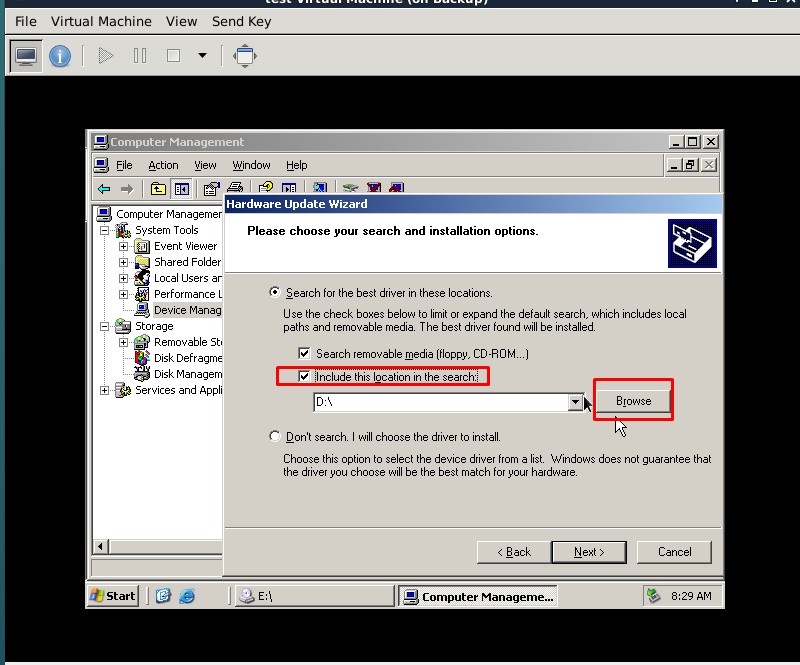 test Virtual Machine (on Backup)
File Virtual Machine View Send Key
Computer Management
File Action View Window Help
Hardware Update Wizard
Computer Managemer
System Tools
Event Viewer
Shared Folder
Local Users ar
Performance L
Device Manag
Storage
Removable St
Disk Defragme
Disk Managem
Services and Appli
Please choose your search and installation options.
Search for the best driver in these locations.
Use the check boxes below to limit or expand the default search, which includes local
paths and removable media. The best driver found will be installed.
Search removable media (floppy, CD-ROM...)
Include this location in the search:
D:\
Browse
Don't search. I will choose the driver to install.
Choose this option to select the device driver from a list. Windows does not guarantee that
the driver you choose will be the best match for your hardware.
< Back Next > Cancel
Start E:\ Computer Manageme... 8:29 AM